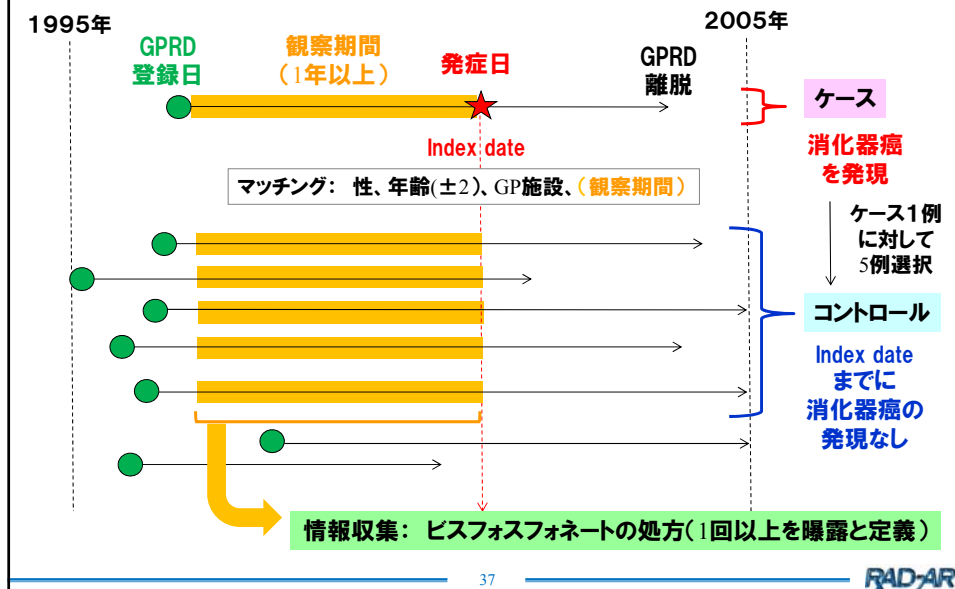 1995年
2005年
GPRD
登録日
観察期間
(1年以上)
発症日
GPRD
離脱
ケース
Index date
消化器癌
を発現
マッチング： 性、年齢(±2)、GP施設、(観察期間)
ケース1例
に対して
5例選択
コントロール
Index date
までに
消化器癌の
発現なし
情報収集： ビスフォスフォネートの処方(1回以上を曝露と定義)
37
RAD-AR